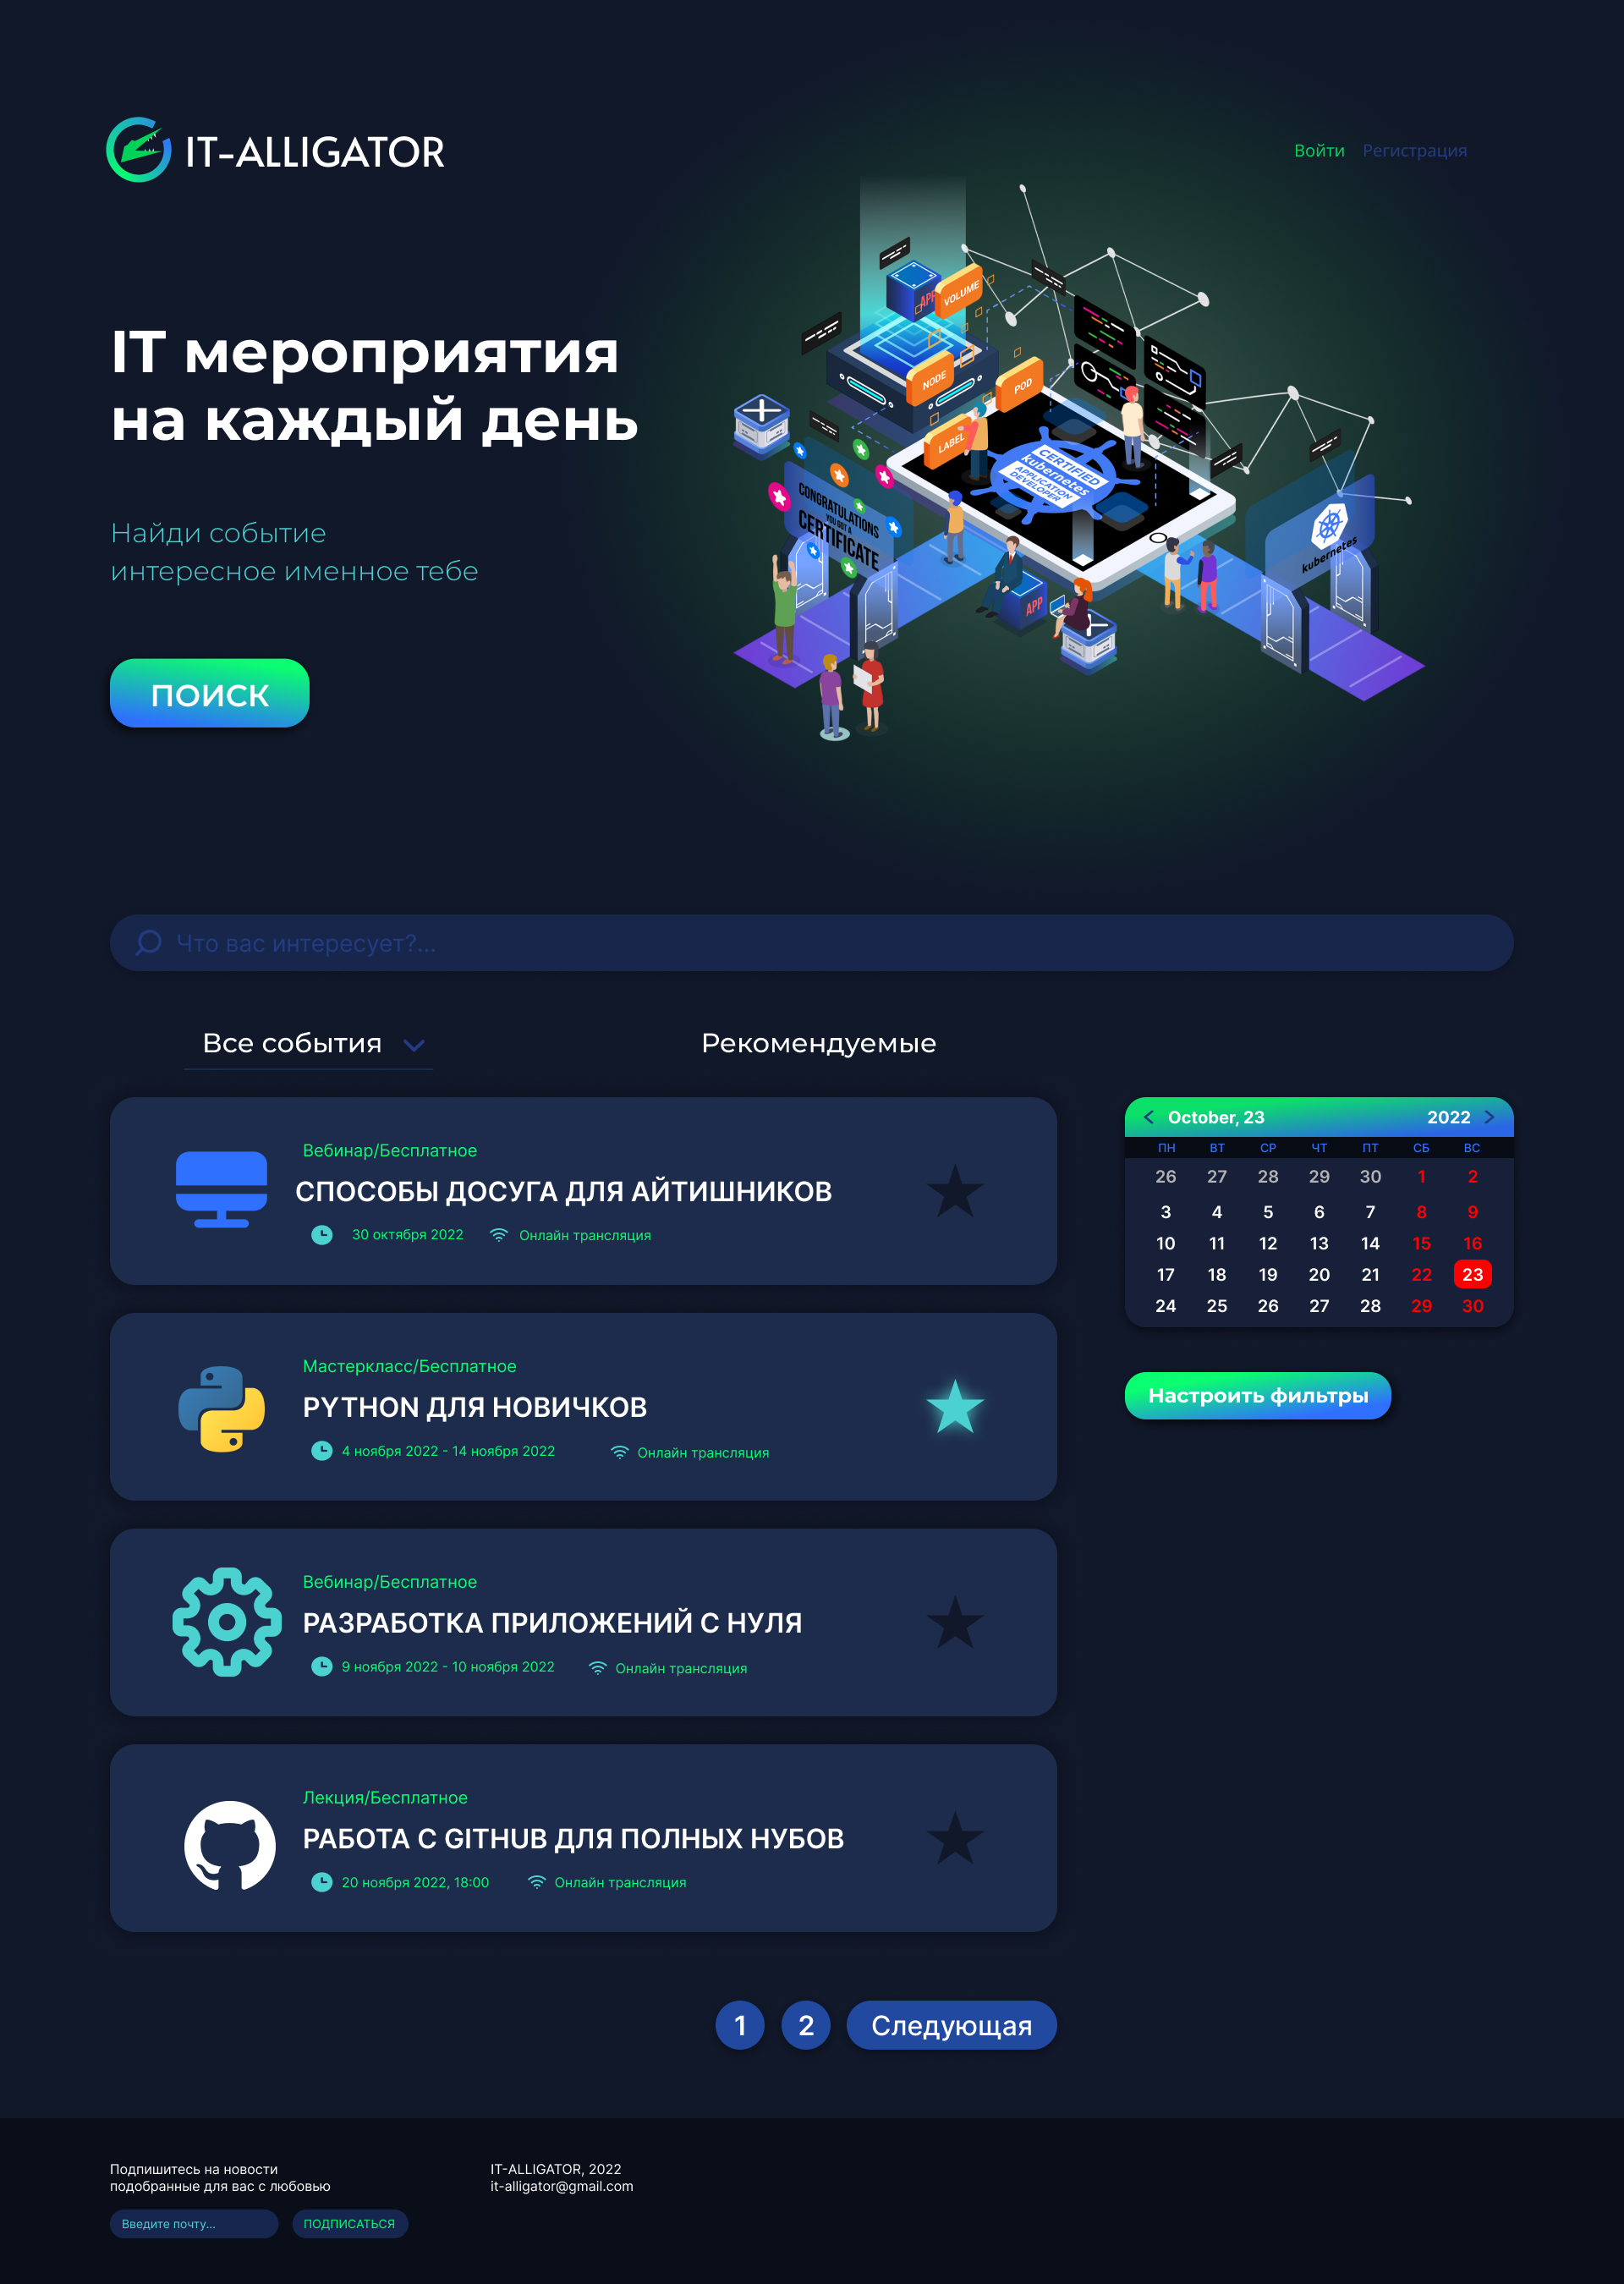 IT-ALLIGATOR
Войти Регистрация
IT мероприятия
на каждый день
Найди событие
интересное именное тебе
ПОИСК
APP
VOLUME
NODE
POD
LABEL
CERTIFIED
kubernetes
APPLICATION
DEVELOPER
CONGRATULATIONS
YOU GOT A
CERTIFICATE
kubernetes
APP
Что вас интересует?...
Все события
Рекомендуемые
Вебинар/Бесплатное
СПОСОБЫ ДОСУГА ДЛЯ АЙТИШНИКОВ
30 октября 2022 Онлайн трансляция
Мастеркласс/Бесплатное
PYTHON ДЛЯ НОВИЧКОВ
4 ноября 2022 - 14 ноября 2022 Онлайн трансляция
Вебинар/Бесплатное
РАЗРАБОТКА ПРИЛОЖЕНИЙ С НУЛЯ
9 ноября 2022 - 10 ноября 2022 Онлайн трансляция
Лекция/Бесплатное
РАБОТА С GITHUB ДЛЯ ПОЛНЫХ НУБОВ
20 ноября 2022, 18:00 Онлайн трансляция
October, 23 2022
ПН ВТ СР ЧТ ПТ СБ ВС
26 27 28 29 30 1 2
3 4 5 6 7 8 9
10 11 12 13 14 15 16
17 18 19 20 21 22 23
24 25 26 27 28 29 30
Настроить фильтры
1 2 Следующая
Подпишитесь на новости
подобранные для вас с любовью
Введите почту... ПОДПИСАТЬСЯ
IT-ALLIGATOR, 2022
it-alligator@gmail.com